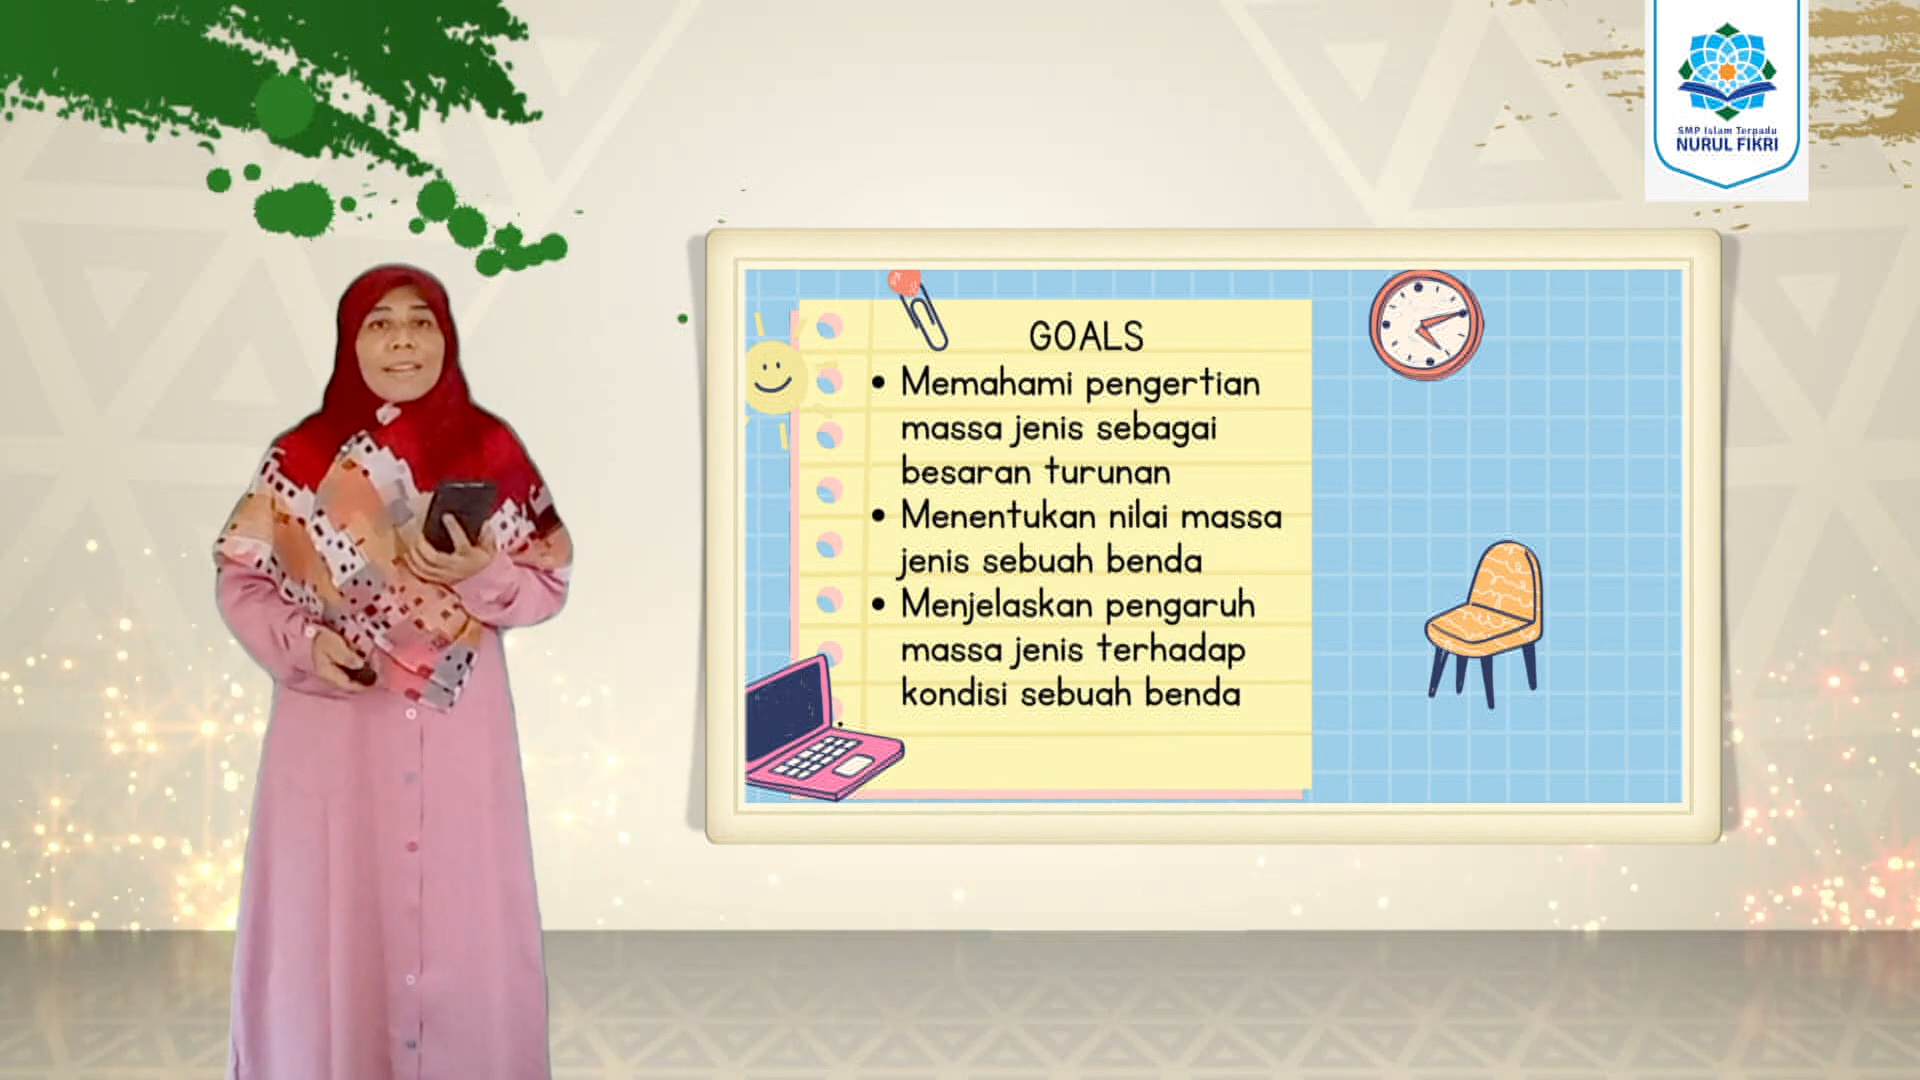 SMP Islam Terpadu
NURUL FIKRI
GOALS
• Memahami pengertian
massa jenis sebagai
besaran turunan
• Menentukan nilai massa
jenis sebuah benda
• Menjelaskan pengaruh
massa jenis terhadap
kondisi sebuah benda